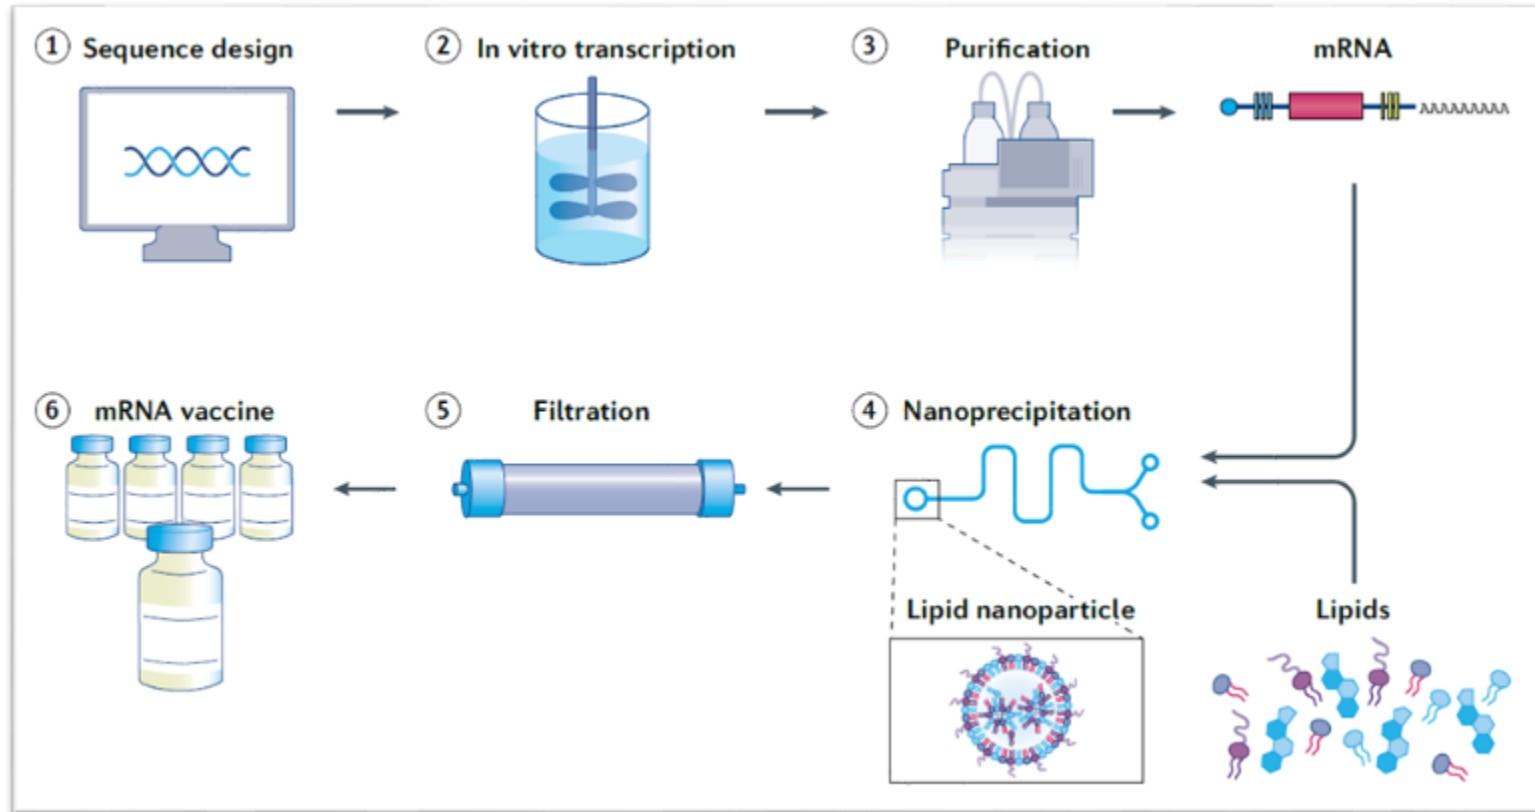 1 Sequence design
2 In vitro transcription
3 Purification
mRNA
6 mRNA vaccine
5 Filtration
4 Nanoprecipitation
Lipid nanoparticle
Lipids